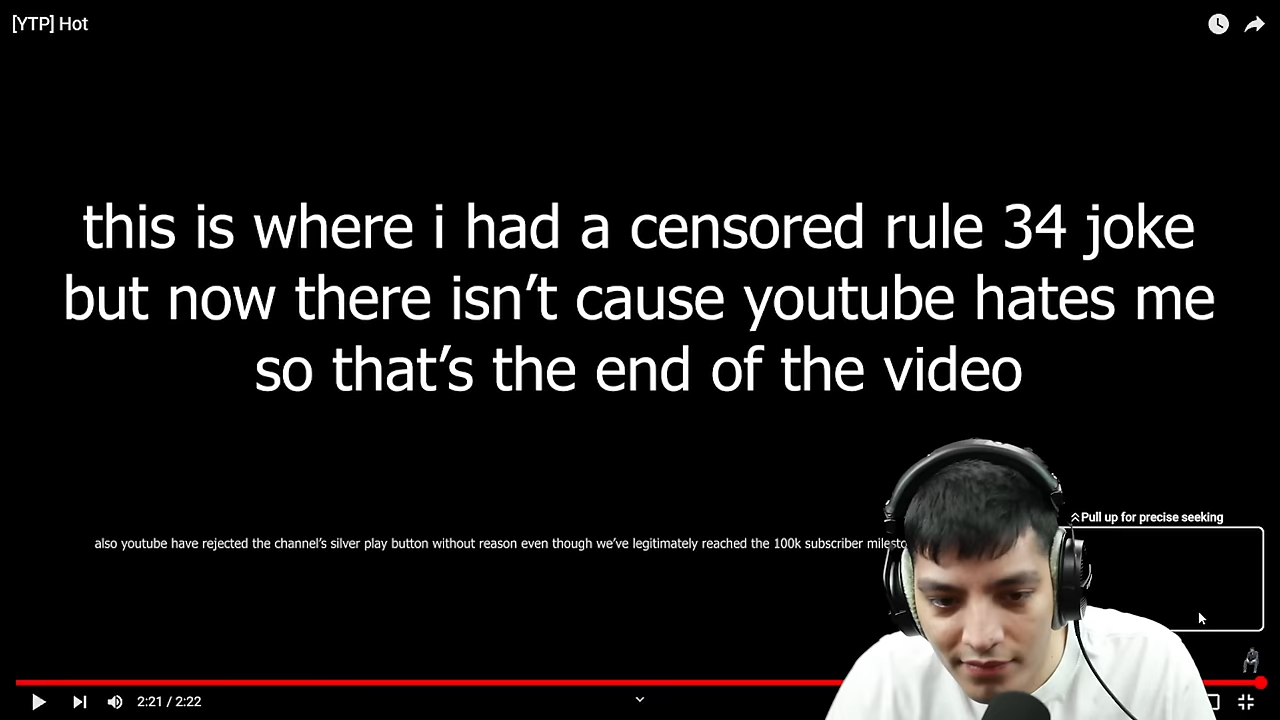 [YTP] Hot
this is where i had a censored rule 34 joke
but now there isn’t cause youtube hates me
so that’s the end of the video
also youtube have rejected the channel’s silver play button without reason even though we’ve legitimately reached the 100k subscriber
Pull up for precise seeking
2:21 / 2:22